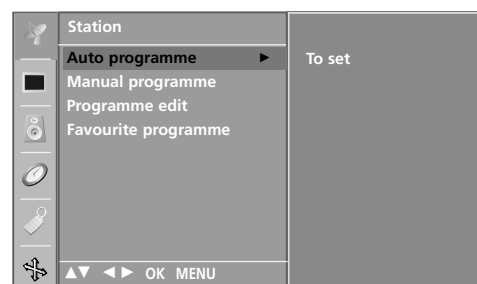 Station
Auto programme ►
To set
Manual programme
Programme edit
Favourite programme
▲▼ ◄► OK MENU